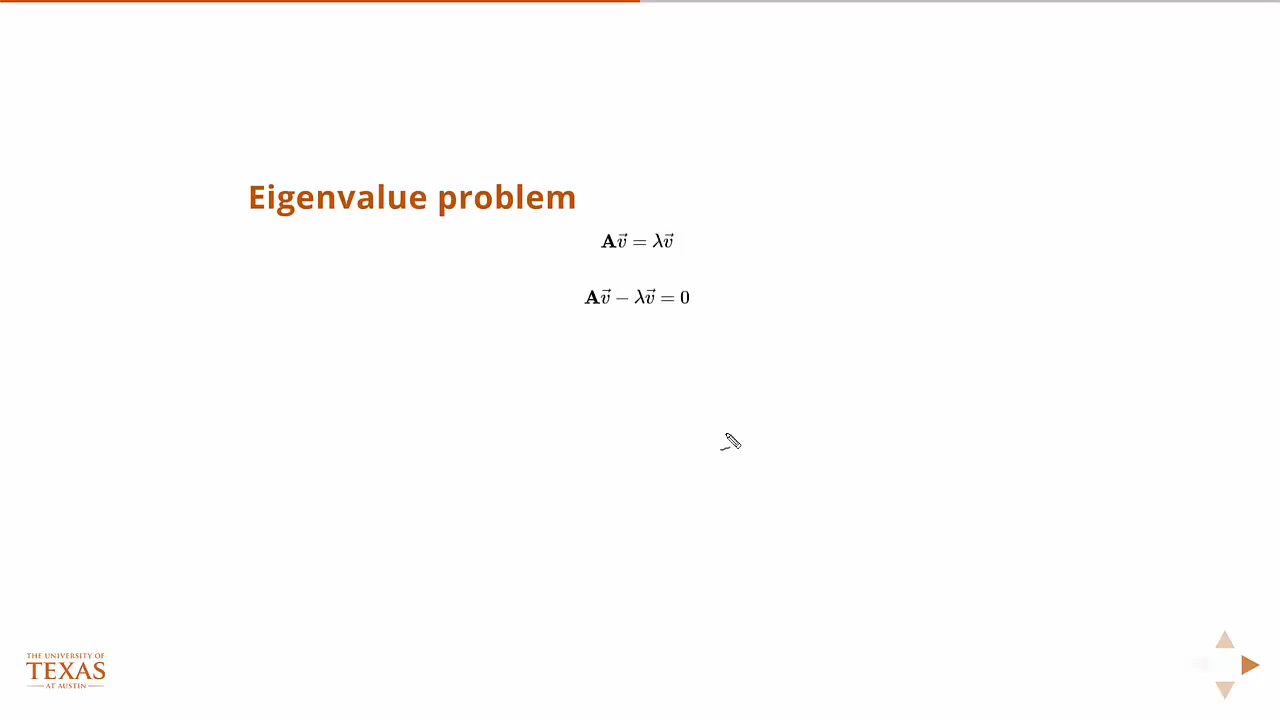 Eigenvalue problem
𝐀v⃗ = λv⃗
𝐀v⃗ − λv⃗ = 0
THE UNIVERSITY OF
TEXAS
AT AUSTIN